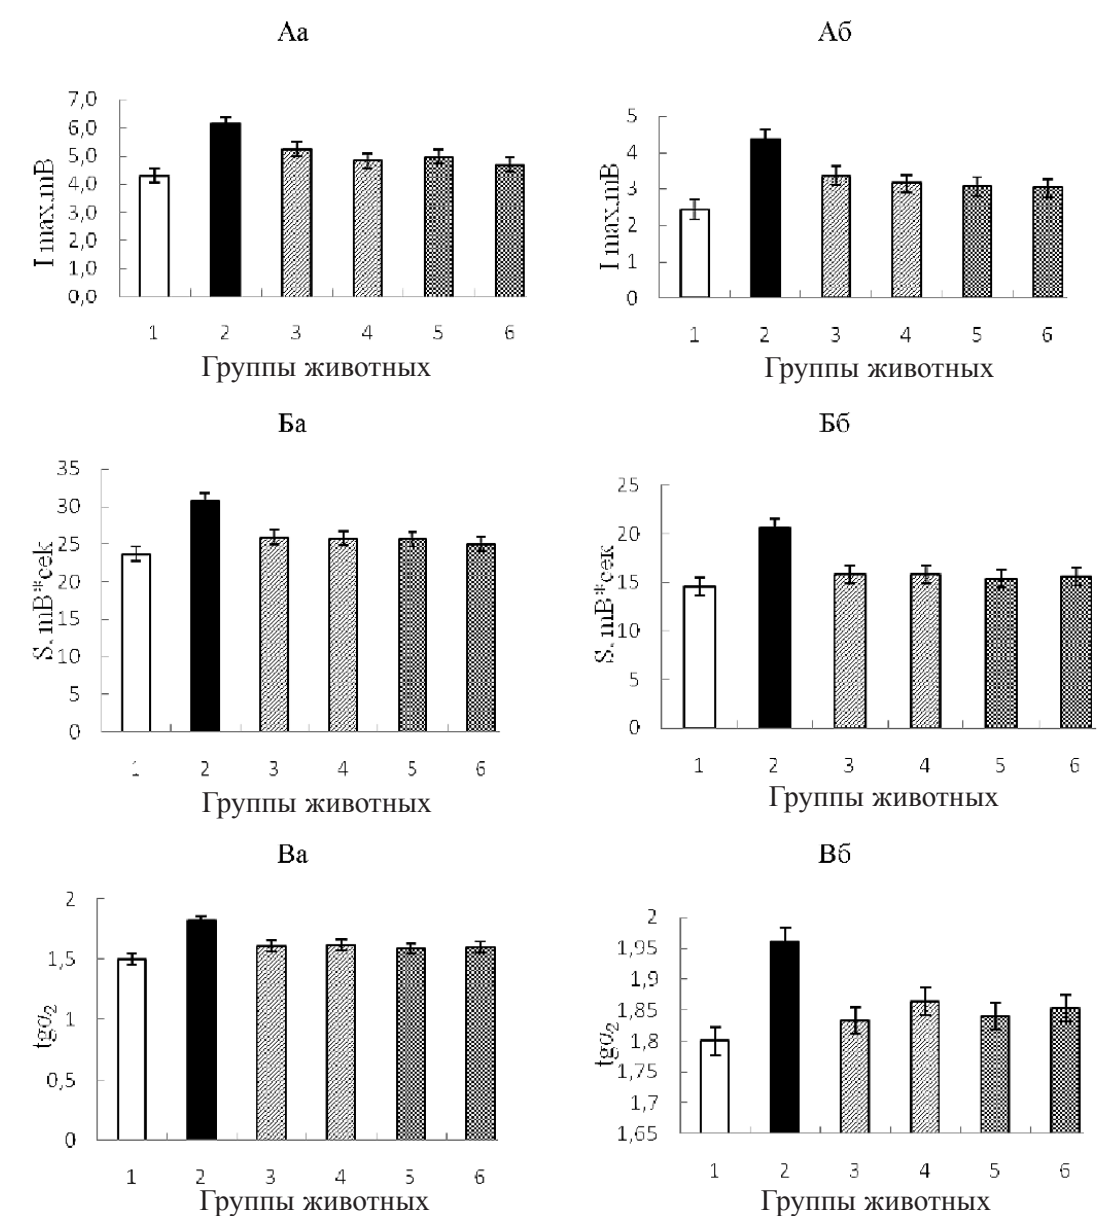 Аа
Аб
7,0
6,0
5,0
4,0
3,0
2,0
1,0
0,0
I max.mB
1 2 3 4 5 6
Группы животных
5
4
3
2
1
0
I max.mB
1 2 3 4 5 6
Группы животных
Ба
Бб
35
30
25
20
15
10
5
0
S. mB*cek
1 2 3 4 5 6
Группы животных
25
20
15
10
5
0
S. mB*сек
1 2 3 4 5 6
Группы животных
Ва
Вб
2
1,5
1
0,5
0
tgα₂
1 2 3 4 5 6
Группы животных
2
1,95
1,9
1,85
1,8
1,75
1,7
1,65
tgα₂
1 2 3 4 5 6
Группы животных